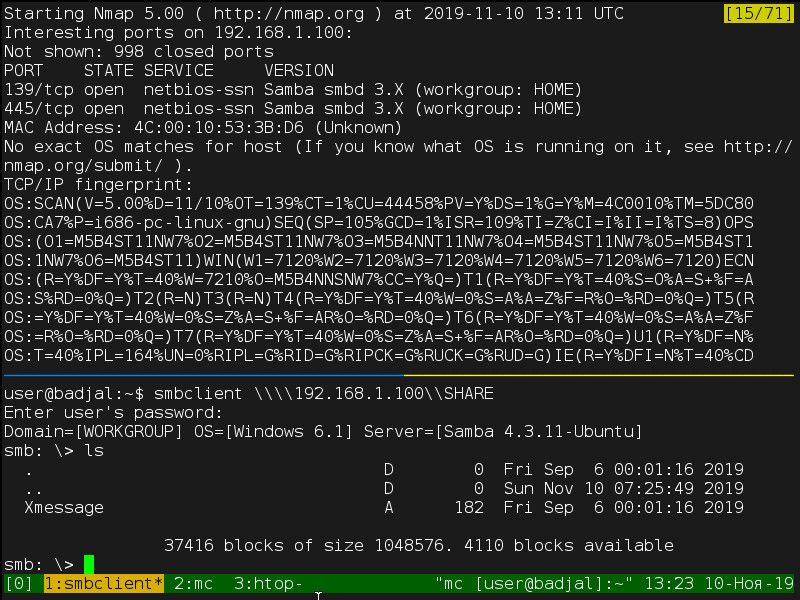 Starting Nmap 5.00 ( http://nmap.org ) at 2019-11-10 13:11 UTC [15/71]
Interesting ports on 192.168.1.100:
Not shown: 998 closed ports
PORT    STATE SERVICE     VERSION
139/tcp open  netbios-ssn Samba smbd 3.X (workgroup: HOME)
445/tcp open  netbios-ssn Samba smbd 3.X (workgroup: HOME)
MAC Address: 4C:00:10:53:3B:D6 (Unknown)
No exact OS matches for host (If you know what OS is running on it, see http://
nmap.org/submit/ ).
TCP/IP fingerprint:
OS:SCAN(V=5.00%D=11/10%OT=139%CT=1%CU=44458%PV=Y%DS=1%G=Y%M=4C0010%TM=5DC80
OS:CA7%P=i686-pc-linux-gnu)SEQ(SP=105%GCD=1%ISR=109%TI=Z%CI=I%II=I%TS=8)OPS
OS:(O1=M5B4ST11NW7%O2=M5B4ST11NW7%O3=M5B4NNT11NW7%O4=M5B4ST11NW7%O5=M5B4ST1
OS:1NW7%O6=M5B4ST11)WIN(W1=7120%W2=7120%W3=7120%W4=7120%W5=7120%W6=7120)ECN
OS:(R=Y%DF=Y%T=40%W=7210%O=M5B4NNSNW7%CC=Y%Q=)T1(R=Y%DF=Y%T=40%S=O%A=S+%F=A
OS:S%RD=0%Q=)T2(R=N)T3(R=N)T4(R=Y%DF=Y%T=40%W=0%S=A%A=Z%F=R%O=%RD=0%Q=)T5(R
OS:=Y%DF=Y%T=40%W=0%S=Z%A=S+%F=AR%O=%RD=0%Q=)T6(R=Y%DF=Y%T=40%W=0%S=A%A=Z%F
OS:=R%O=%RD=0%Q=)T7(R=Y%DF=Y%T=40%W=0%S=Z%A=S+%F=AR%O=%RD=0%Q=)U1(R=Y%DF=N%
OS:T=40%IPL=164%UN=0%RIPL=G%RID=G%RIPCK=G%RUCK=G%RUD=G)IE(R=Y%DFI=N%T=40%CD
user@badjal:~$ smbclient \\\\192.168.1.100\\SHARE
Enter user's password:
Domain=[WORKGROUP] OS=[Windows 6.1] Server=[Samba 4.3.11-Ubuntu]
smb: \> ls
  .                                   D        0  Fri Sep  6 00:01:16 2019
  ..                                  D        0  Sun Nov 10 07:25:49 2019
  Xmessage                            A      182  Fri Sep  6 00:01:16 2019
                37416 blocks of size 1048576. 4110 blocks available
smb: \>
[0] 1:smbclient* 2:mc  3:htop-             "mc [user@badjal]:~" 13:23 10-Ноя-19